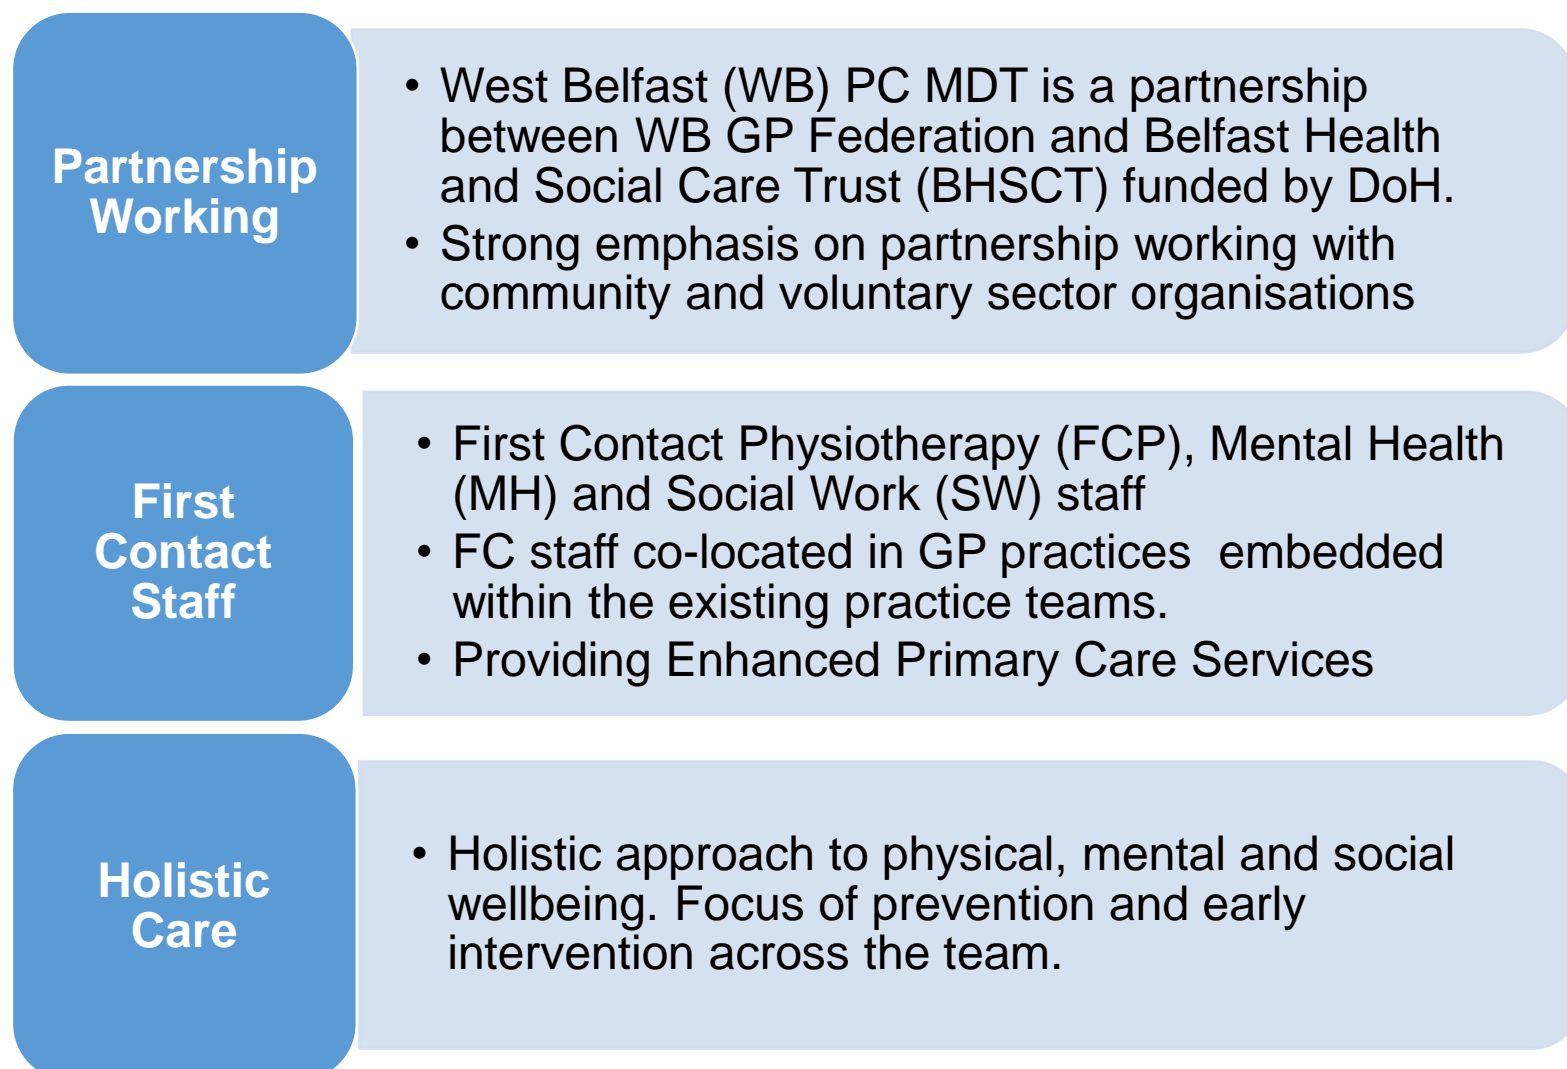 Partnership
Working
• West Belfast (WB) PC MDT is a partnership
between WB GP Federation and Belfast Health
and Social Care Trust (BHSCT) funded by DoH.
• Strong emphasis on partnership working with
community and voluntary sector organisations
First
Contact
Staff
• First Contact Physiotherapy (FCP), Mental Health
(MH) and Social Work (SW) staff
• FC staff co-located in GP practices  embedded
within the existing practice teams.
• Providing Enhanced Primary Care Services
Holistic
Care
• Holistic approach to physical, mental and social
wellbeing. Focus of prevention and early
intervention across the team.